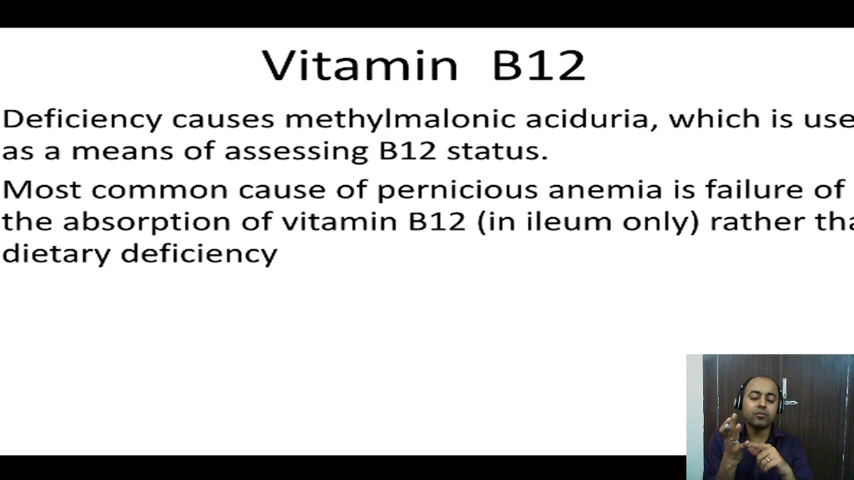 Vitamin B12
Deficiency causes methylmalonic aciduria, which is use
as a means of assessing B12 status.
Most common cause of pernicious anemia is failure of
the absorption of vitamin B12 (in ileum only) rather tha
dietary deficiency